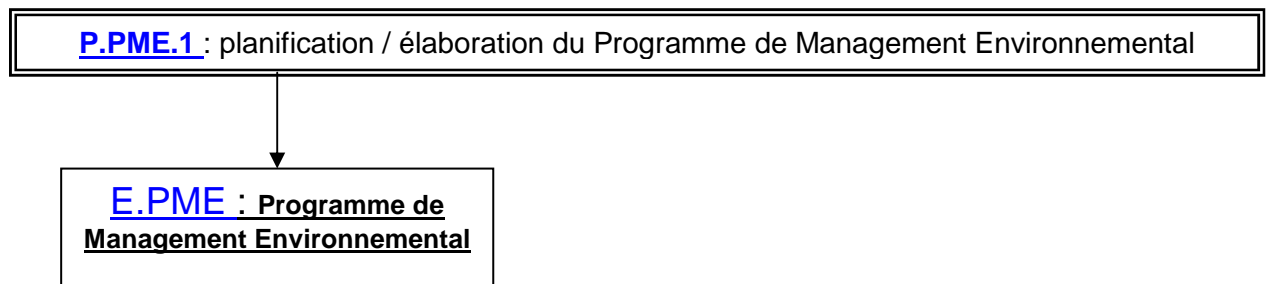 P.PME.1 : planification / élaboration du Programme de Management Environnemental
E.PME : Programme de
Management Environnemental